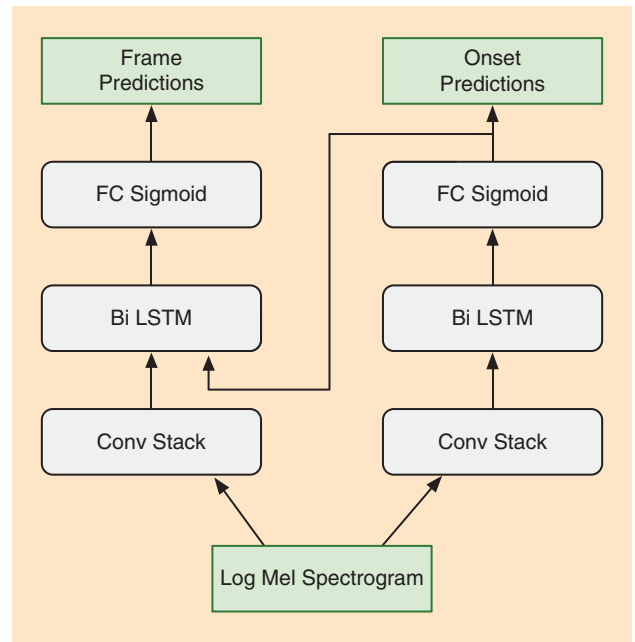 Frame
Predictions
Onset
Predictions
FC Sigmoid
FC Sigmoid
Bi LSTM
Bi LSTM
Conv Stack
Conv Stack
Log Mel Spectrogram